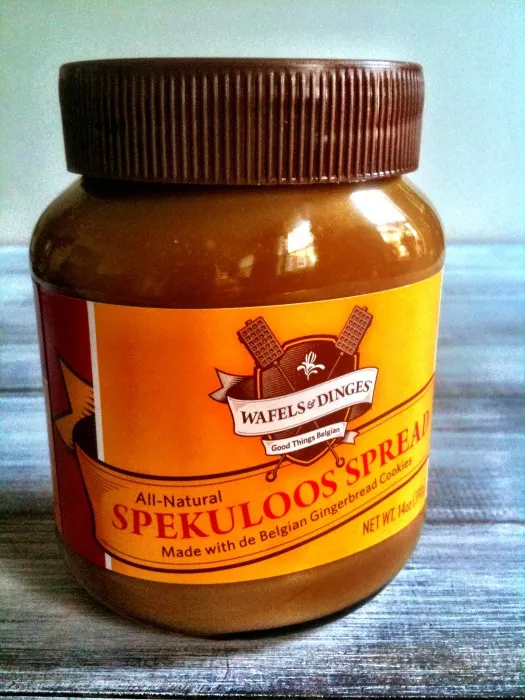 WAFELS & DINGES
Good Things Belgian
All-Natural
SPEKULOOS SPREAD
Made with de Belgian Gingerbread Cookies
NET WT. 14oz